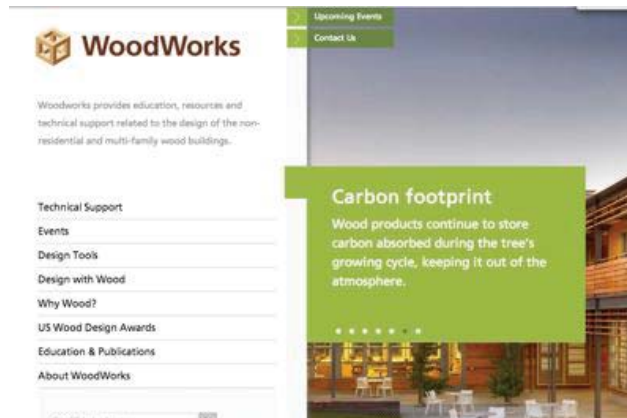 WoodWorks
Upcoming Events
Contact Us
Woodworks provides education, resources and
technical support related to the design of the non-
residential and multi-family wood buildings.
Technical Support
Events
Design Tools
Design with Wood
Why Wood?
US Wood Design Awards
Education & Publications
About WoodWorks
Carbon footprint
Wood products continue to store
carbon absorbed during the tree's
growing cycle, keeping it out of the
atmosphere.